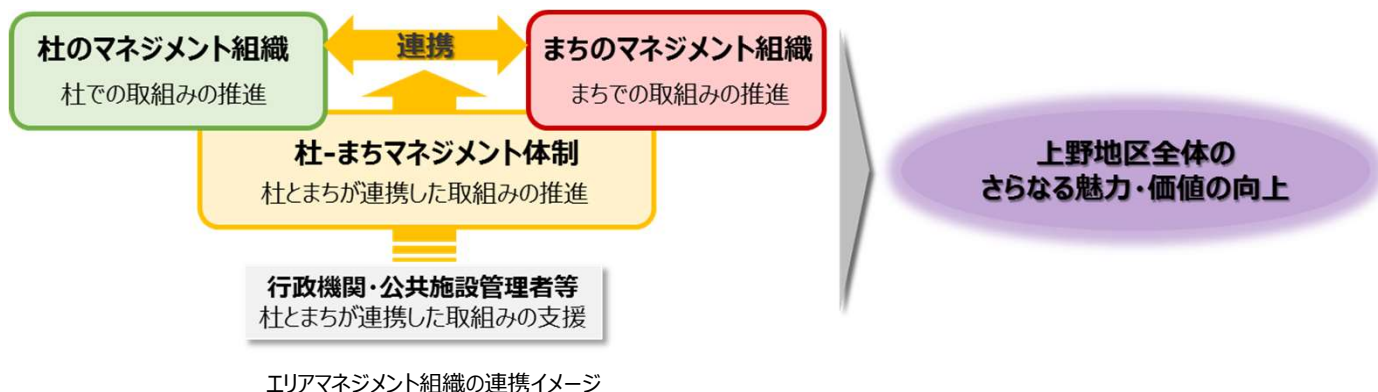 杜のマネジメント組織
杜での取組みの推進
連携
まちのマネジメント組織
まちでの取組みの推進
杜-まちマネジメント体制
杜とまちが連携した取組みの推進
行政機関・公共施設管理者等
杜とまちが連携した取組みの支援
上野地区全体の
さらなる魅力・価値の向上
エリアマネジメント組織の連携イメージ